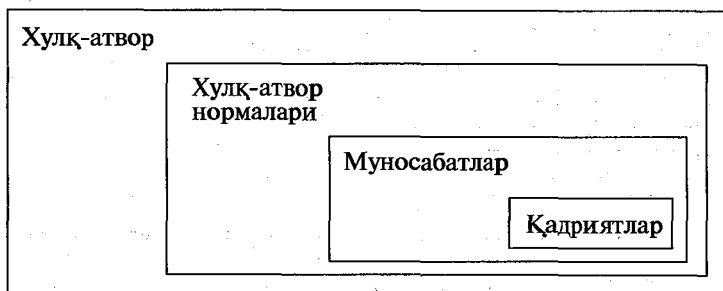 Хулқ-атвор
Хулқ-атвор
нормалари
Муносабатлар
Қадриятлар